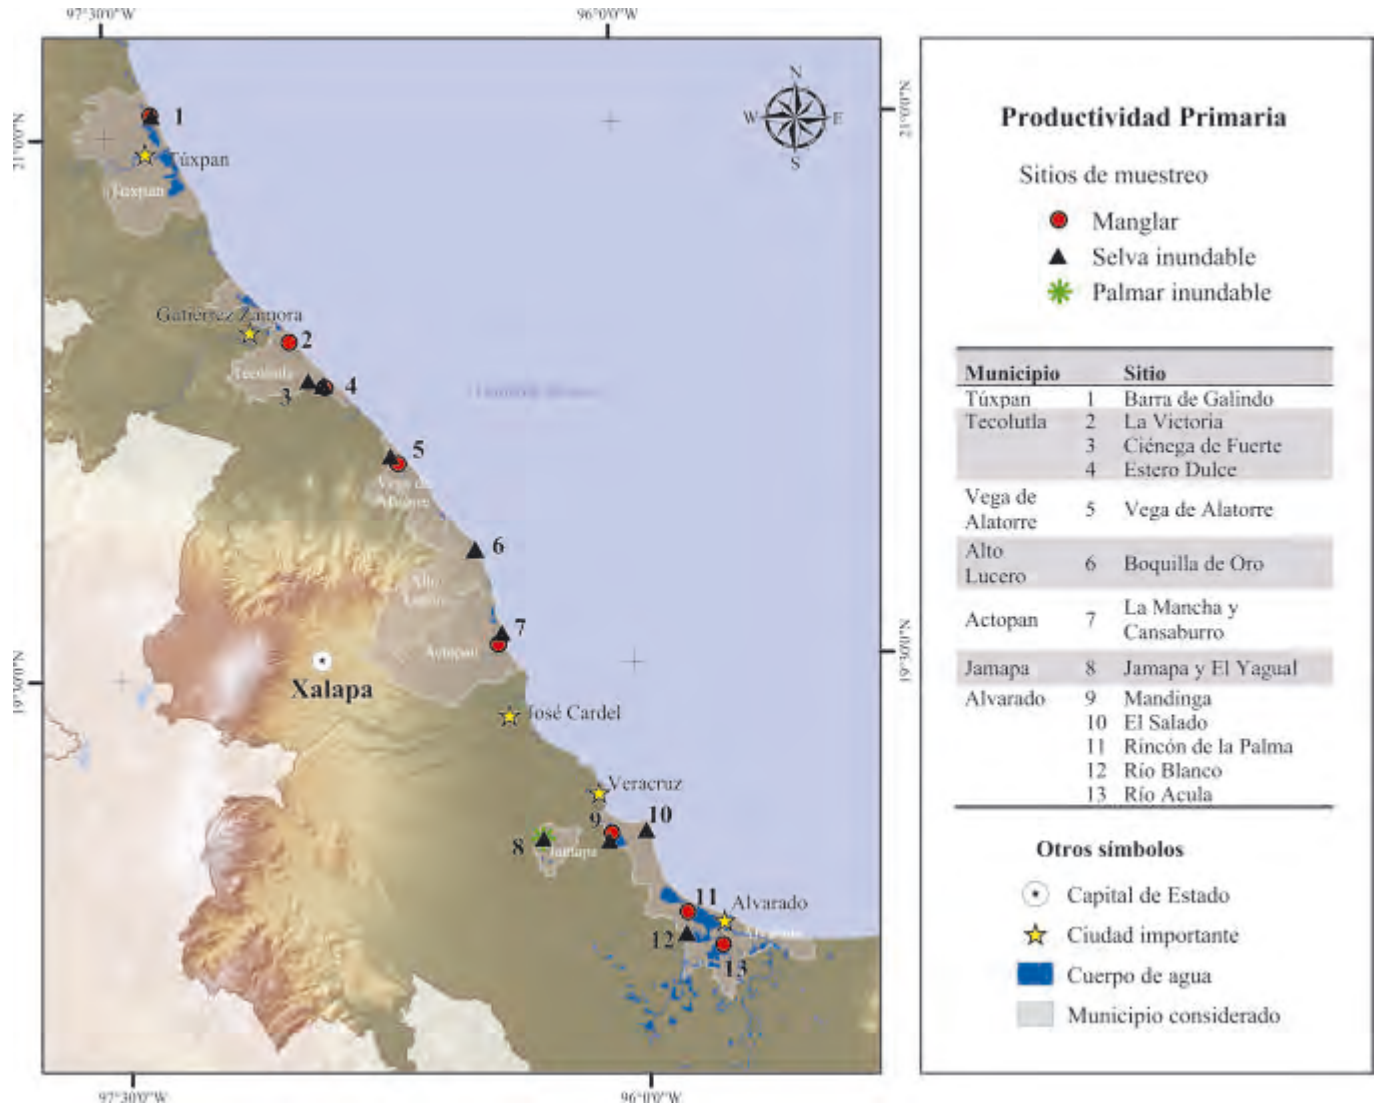 97°30'0"W
96°0'0"W
21°0'0"N
21°0'0"N
N
W
E
S
1
Túxpan
Túxpan
Gutiérrez Zamora
2
Tecolutla
3
4
5
Vega de
Alatorre
6
Alto
Lucero
7
Actopan
Xalapa
19°30'0"N
19°30'0"N
José Cardel
Veracruz
8
Jamapa
9
10
11
Alvarado
12
13
97°30'0"W
96°0'0"W
Productividad Primaria
Sitios de muestreo
Manglar
Selva inundable
Palmar inundable
Municipio Sitio
Túxpan 1 Barra de Galindo
Tecolutla 2 La Victoria
3 Ciénega de Fuerte
4 Estero Dulce
Vega de
Alatorre 5 Vega de Alatorre
Alto
Lucero 6 Boquilla de Oro
Actopan 7 La Mancha y
Cansaburro
Jamapa 8 Jamapa y El Yagual
Alvarado 9 Mandinga
10 El Salado
11 Rincón de la Palma
12 Río Blanco
13 Río Acula
Otros símbolos
Capital de Estado
Ciudad importante
Cuerpo de agua
Municipio considerado